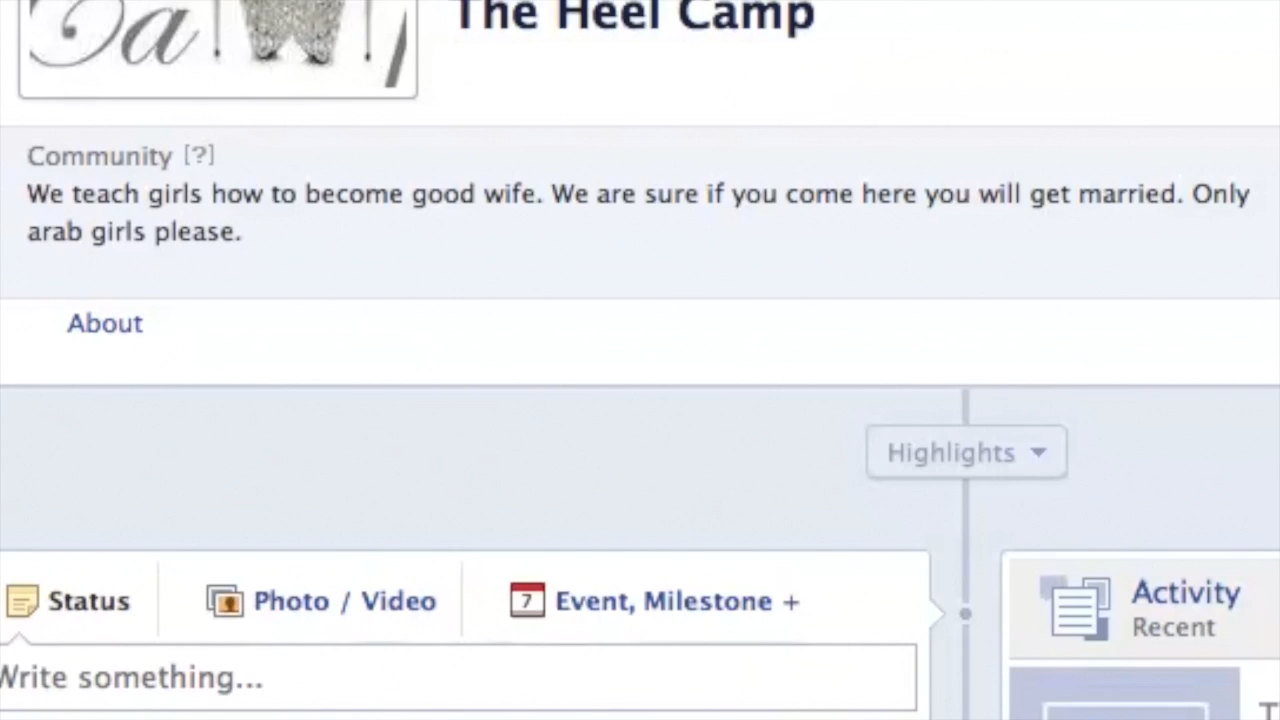 The Heel Camp
Community [?]
We teach girls how to become good wife. We are sure if you come here you will get married. Only
arab girls please.
About
Highlights
Status
Photo / Video
7
Event, Milestone +
Activity
Recent
Write something...